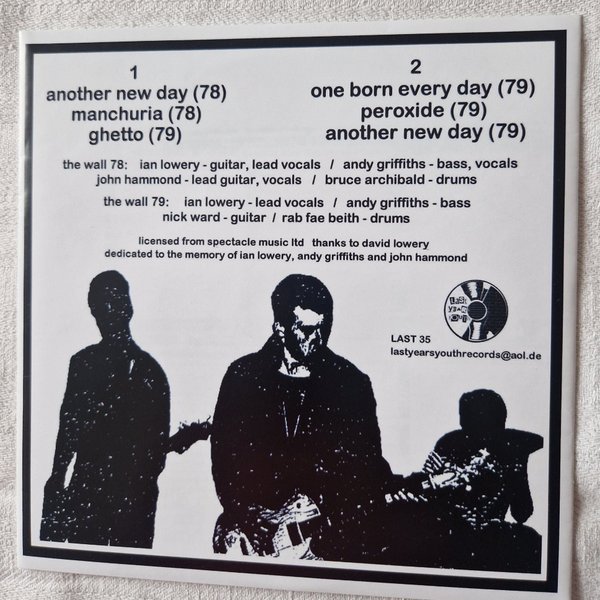 1
another new day (78)
manchuria (78)
ghetto (79)
2
one born every day (79)
peroxide (79)
another new day (79)
the wall 78: ian lowery - guitar, lead vocals / andy griffiths - bass, vocals
john hammond - lead guitar, vocals / bruce archibald - drums
the wall 79: ian lowery - lead vocals / andy griffiths - bass
nick ward - guitar / rab fae beith - drums
licensed from spectacle music ltd thanks to david lowery
dedicated to the memory of ian lowery, andy griffiths and john hammond
LAST 35
lastyearsyouthrecords@aol.de